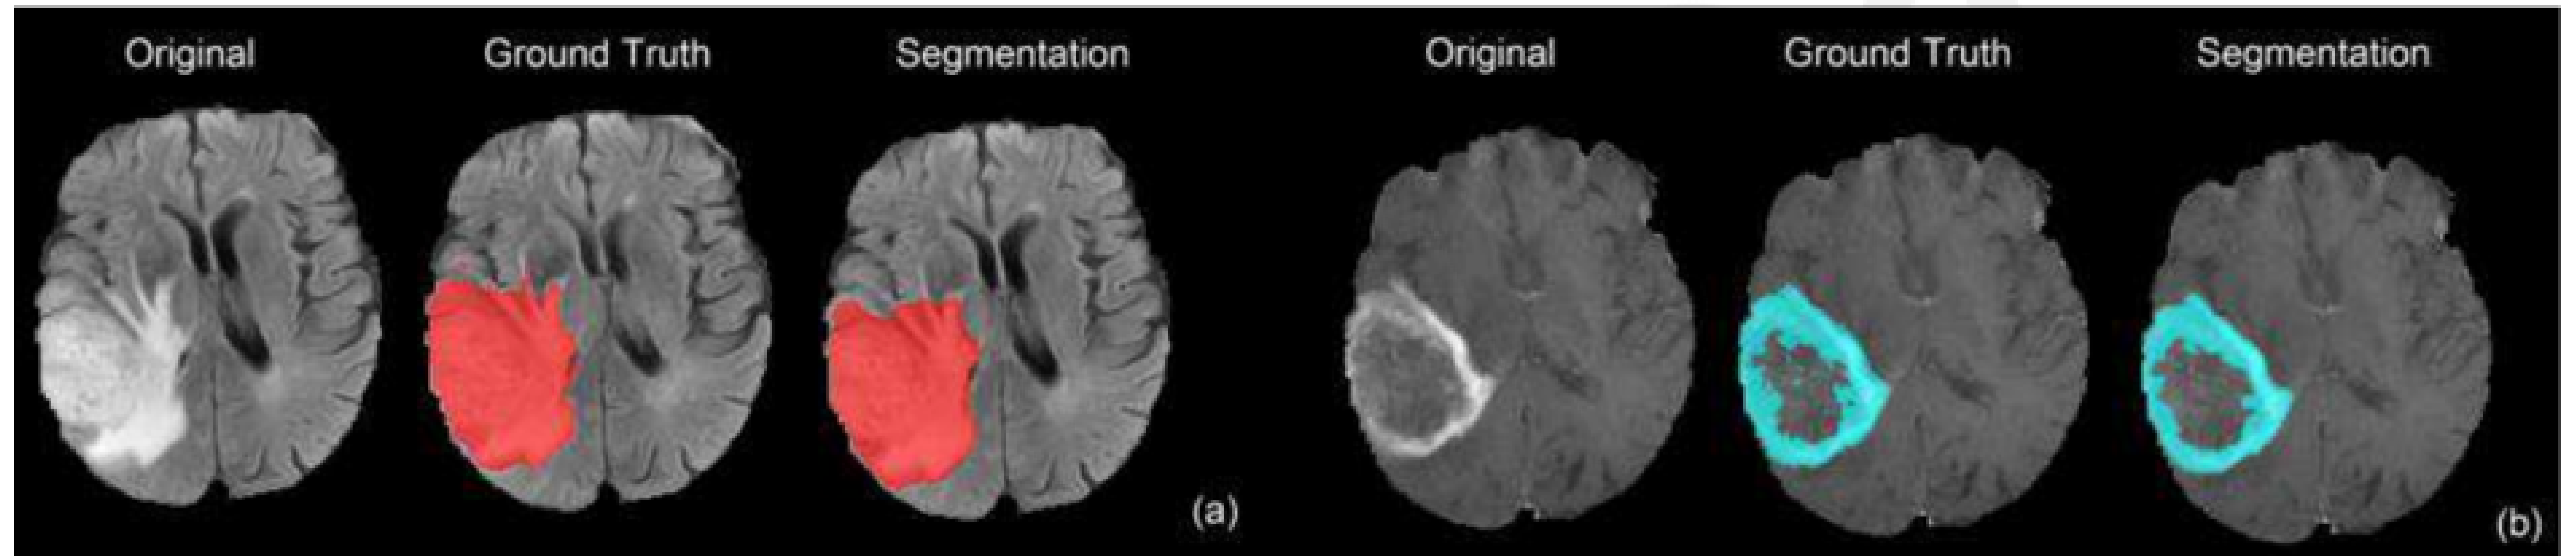 Original Ground Truth Segmentation Original Ground Truth Segmentation
(a)
(b)